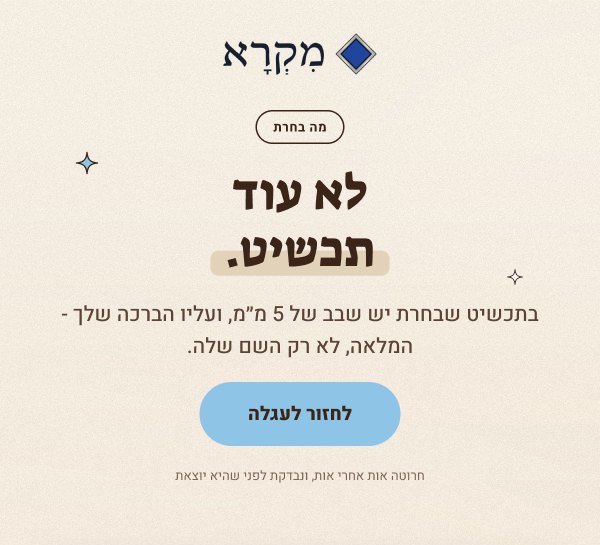 מִקְרָא
מה בחרת
לא עוד
תכשיט.
בתכשיט שבחרת יש שבב של 5 מ״מ, ועליו הברכה שלך -
המלאה, לא רק השם שלה.
לחזור לעגלה
חרוטה אות אחרי אות, ונבדקת לפני שהיא יוצאת